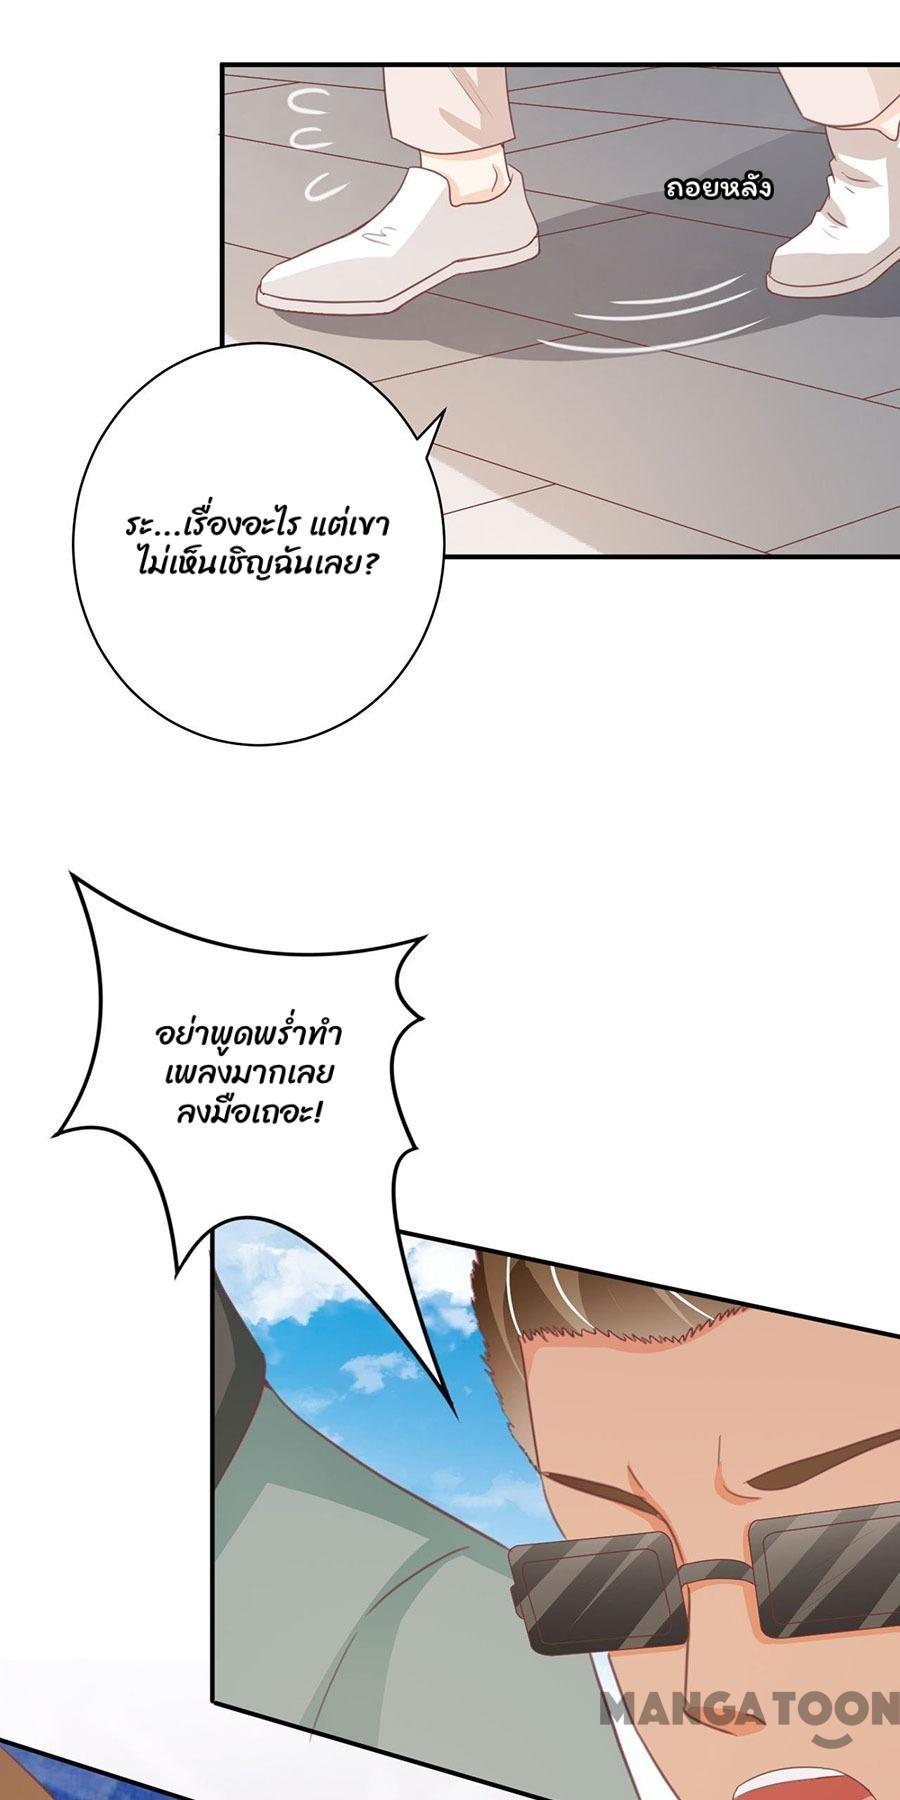 ถอยหลัง
ระ...เรื่องอะไร แต่เขา
ไม่เห็นเชิญฉันเลย?
อย่าพูดพร่ำทำ
เพลงมากเลย
ลงมือเถอะ!
MANGATOON